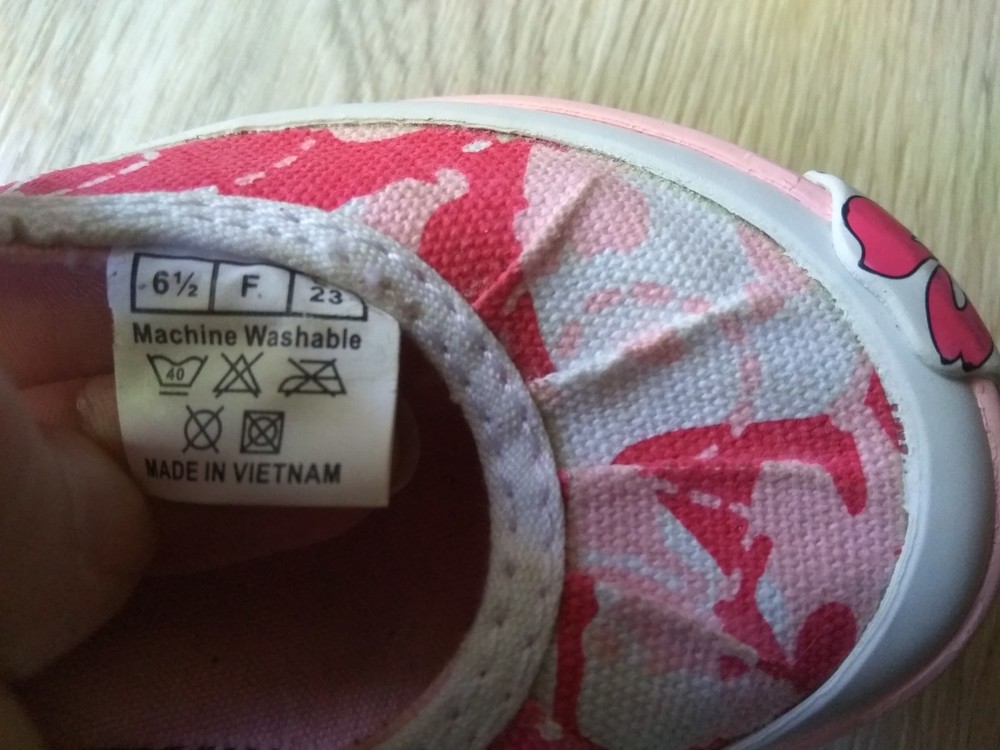 6½ F. 23
Machine Washable
40
MADE IN VIETNAM